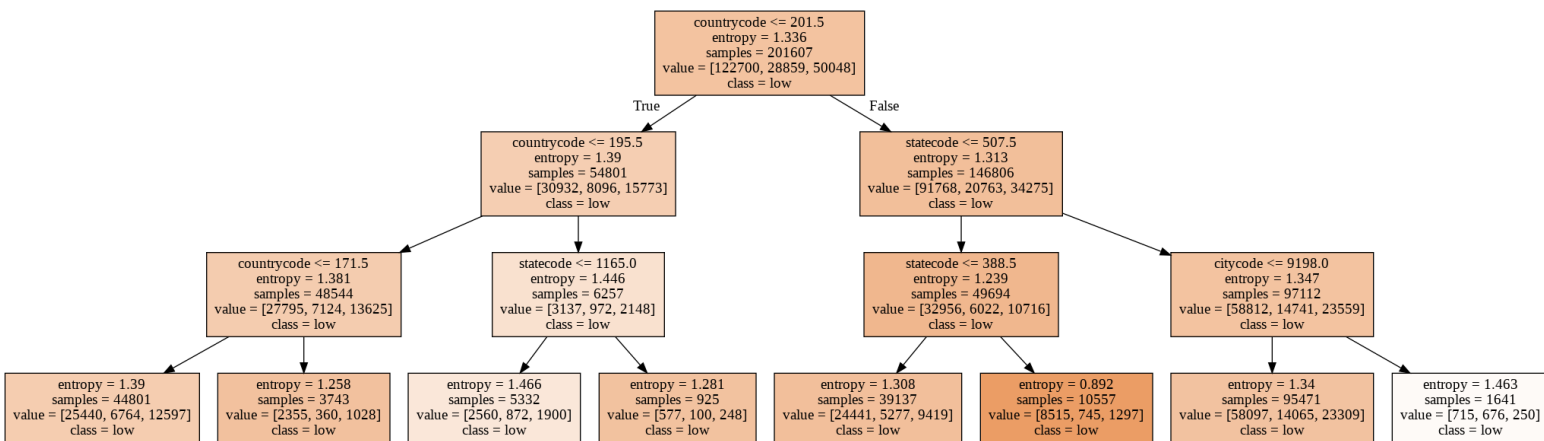 countrycode <= 201.5
entropy = 1.336
samples = 201607
value = [122700, 28859, 50048]
class = low
True
False
countrycode <= 195.5
entropy = 1.39
samples = 54801
value = [30932, 8096, 15773]
class = low
statecode <= 507.5
entropy = 1.313
samples = 146806
value = [91768, 20763, 34275]
class = low
countrycode <= 171.5
entropy = 1.381
samples = 48544
value = [27795, 7124, 13625]
class = low
statecode <= 1165.0
entropy = 1.446
samples = 6257
value = [3137, 972, 2148]
class = low
statecode <= 388.5
entropy = 1.239
samples = 49694
value = [32956, 6022, 10716]
class = low
citycode <= 9198.0
entropy = 1.347
samples = 97112
value = [58812, 14741, 23559]
class = low
entropy = 1.39
samples = 44801
value = [25440, 6764, 12597]
class = low
entropy = 1.258
samples = 3743
value = [2355, 360, 1028]
class = low
entropy = 1.466
samples = 5332
value = [2560, 872, 1900]
class = low
entropy = 1.281
samples = 925
value = [577, 100, 248]
class = low
entropy = 1.308
samples = 39137
value = [24441, 5277, 9419]
class = low
entropy = 0.892
samples = 10557
value = [8515, 745, 1297]
class = low
entropy = 1.34
samples = 95471
value = [58097, 14065, 23309]
class = low
entropy = 1.463
samples = 1641
value = [715, 676, 250]
class = low